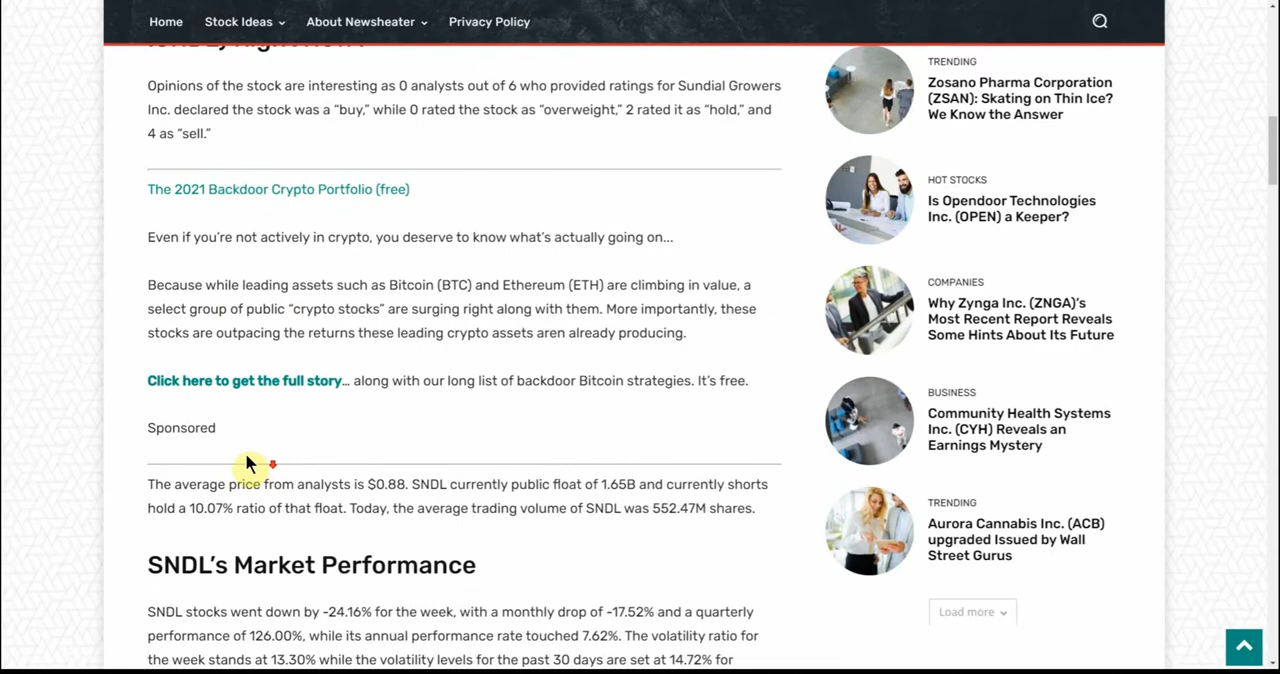 Home Stock Ideas About Newsheater Privacy Policy
Opinions of the stock are interesting as 0 analysts out of 6 who provided ratings for Sundial Growers
Inc. declared the stock was a “buy,” while 0 rated the stock as “overweight,” 2 rated it as “hold,” and
4 as “sell.”
The 2021 Backdoor Crypto Portfolio (free)
Even if you’re not actively in crypto, you deserve to know what’s actually going on...
Because while leading assets such as Bitcoin (BTC) and Ethereum (ETH) are climbing in value, a
select group of public “crypto stocks” are surging right along with them. More importantly, these
stocks are outpacing the returns these leading crypto assets aren already producing.
Click here to get the full story… along with our long list of backdoor Bitcoin strategies. It’s free.
Sponsored
The average price from analysts is $0.88. SNDL currently public float of 1.65B and currently shorts
hold a 10.07% ratio of that float. Today, the average trading volume of SNDL was 552.47M shares.
SNDL’s Market Performance
SNDL stocks went down by -24.16% for the week, with a monthly drop of -17.52% and a quarterly
performance of 126.00%, while its annual performance rate touched 7.62%. The volatility ratio for
the week stands at 13.30% while the volatility levels for the past 30 days are set at 14.72% for
TRENDING
Zosano Pharma Corporation
(ZSAN): Skating on Thin Ice?
We Know the Answer
HOT STOCKS
Is Opendoor Technologies
Inc. (OPEN) a Keeper?
COMPANIES
Why Zynga Inc. (ZNGA)’s
Most Recent Report Reveals
Some Hints About Its Future
BUSINESS
Community Health Systems
Inc. (CYH) Reveals an
Earnings Mystery
TRENDING
Aurora Cannabis Inc. (ACB)
upgraded Issued by Wall
Street Gurus
Load more